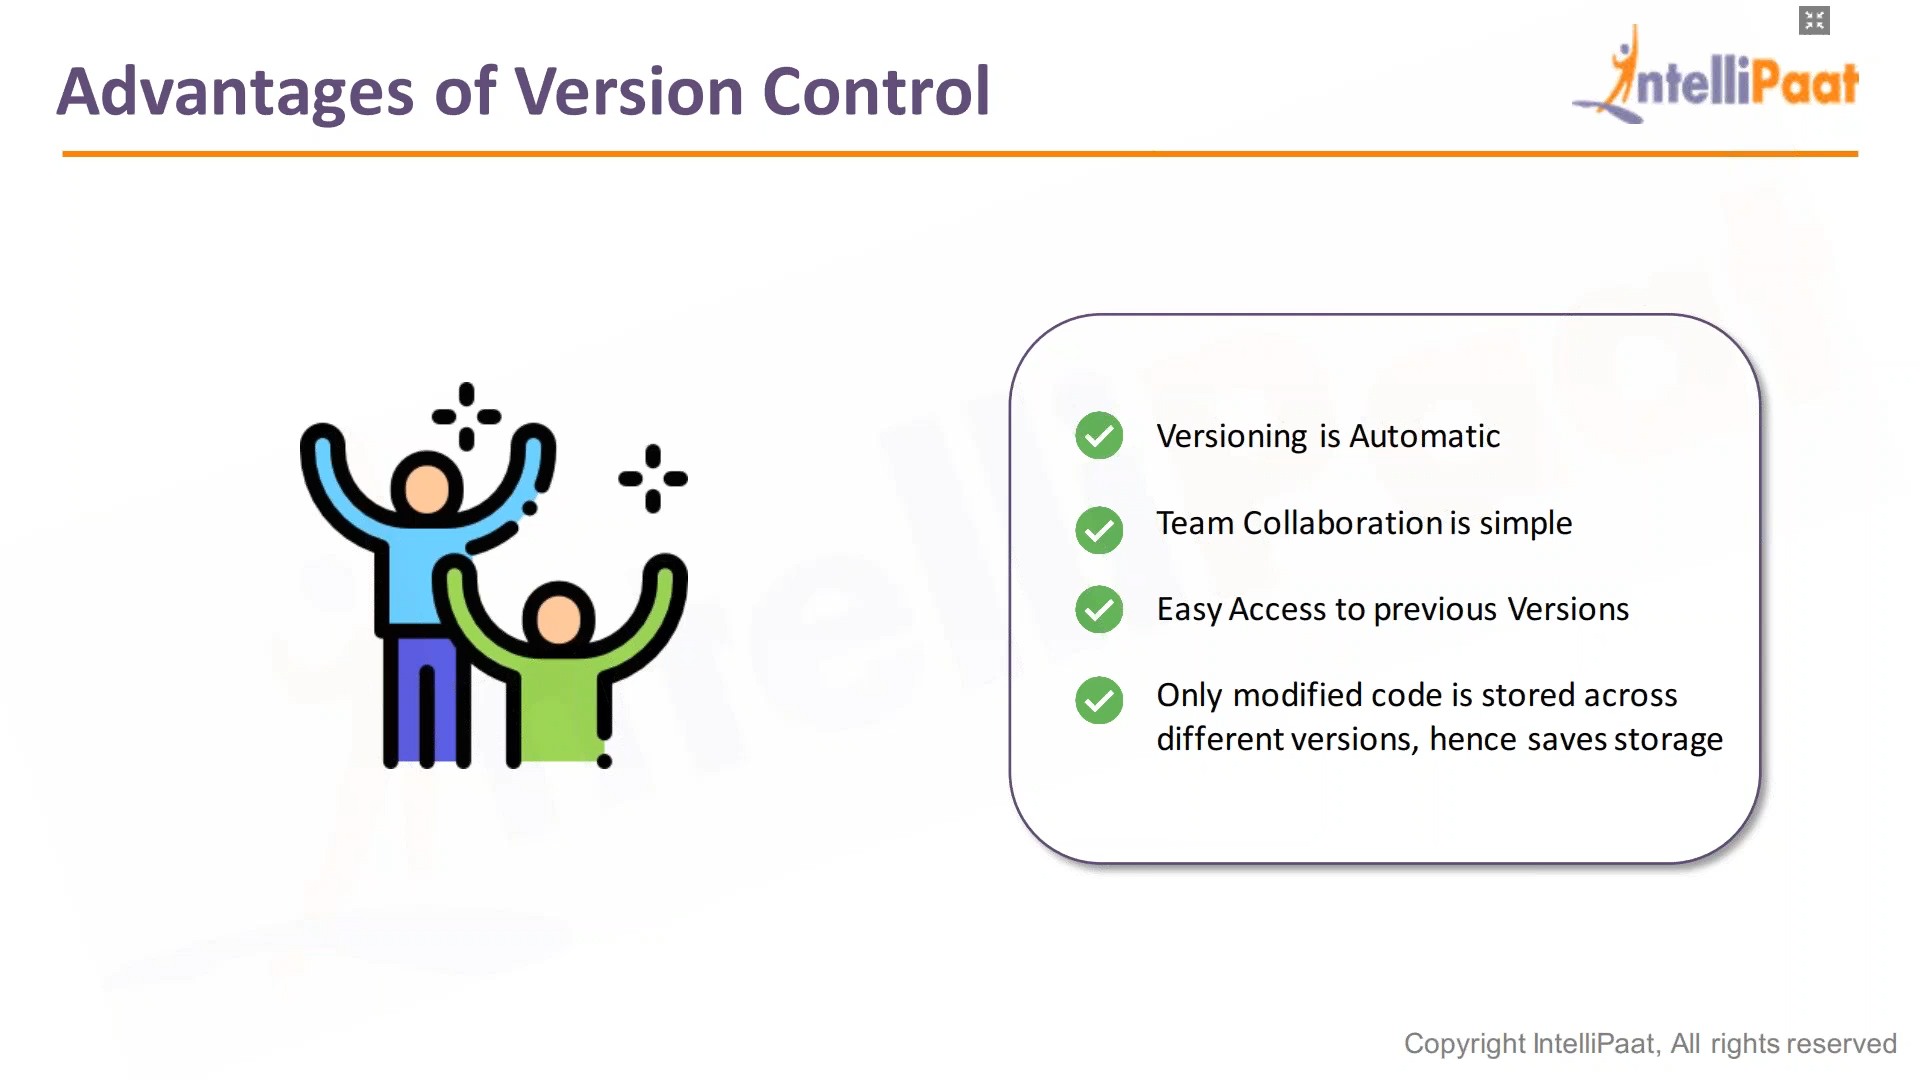 Advantages of Version Control
IntelliPaat
Versioning is Automatic
Team Collaboration is simple
Easy Access to previous Versions
Only modified code is stored across
different versions, hence saves storage
Copyright IntelliPaat, All rights reserved